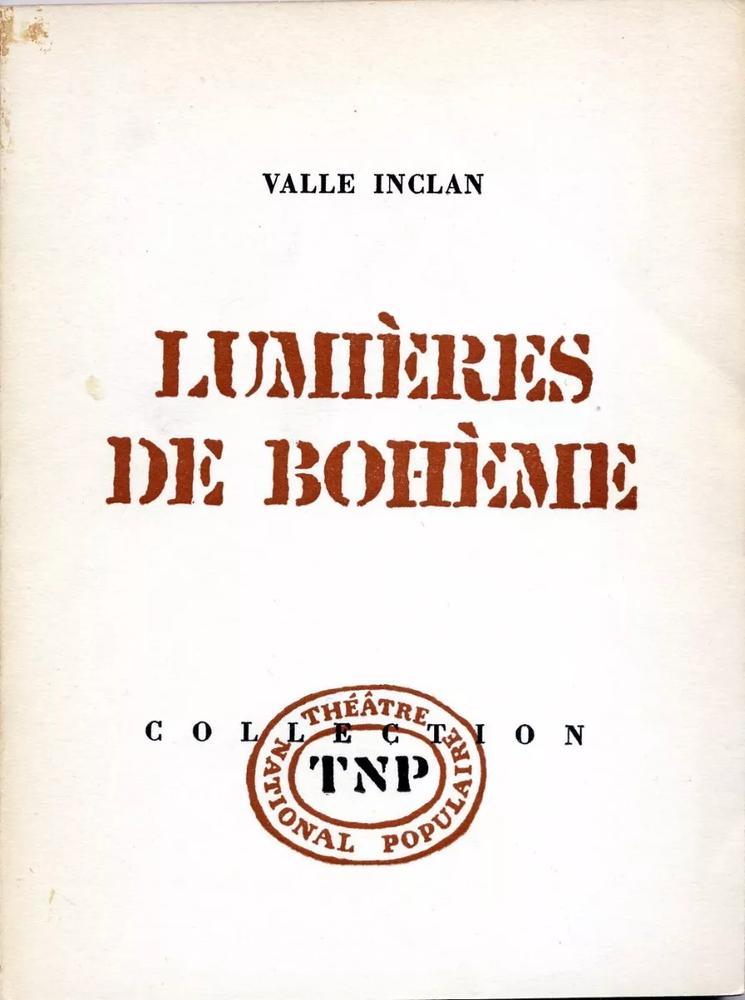 VALLE INCLAN
LUMIÈRES
DE BOHÈME
COLLECTION
THÉÂTRE
NATIONAL POPULAIRE
TNP